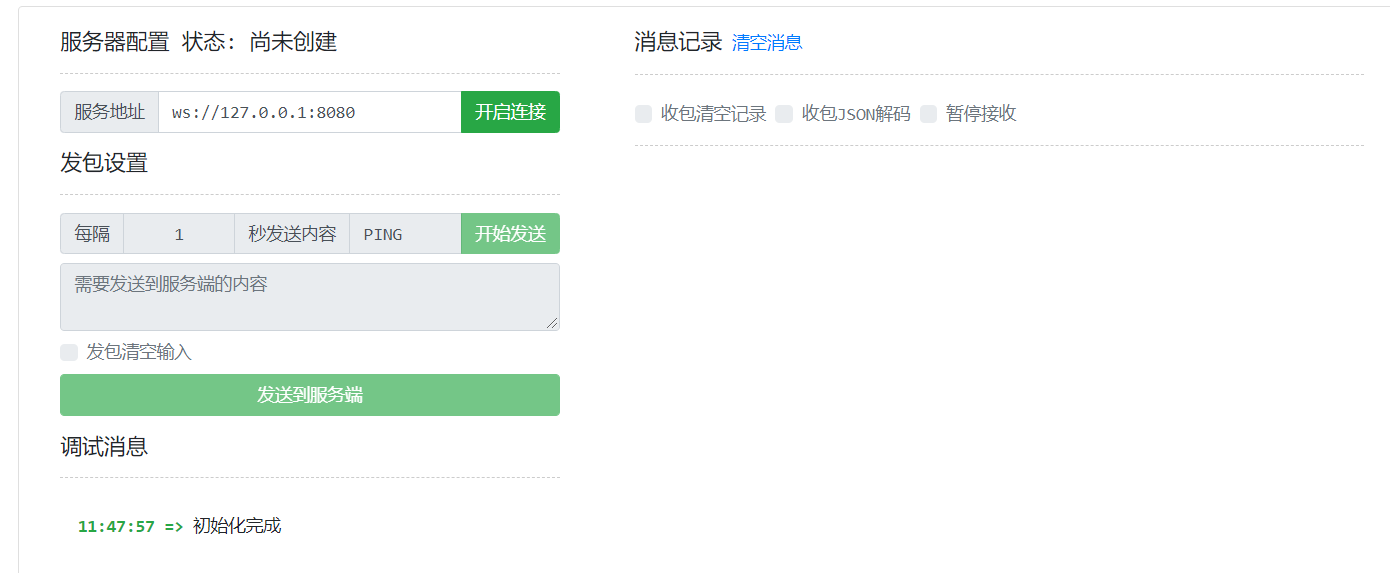 服务器配置 状态: 尚未创建
服务地址 ws://127.0.0.1:8080 开启连接
发包设置
每隔 1 秒发送内容 PING 开始发送
需要发送到服务端的内容
发包清空输入
发送到服务端
调试消息
11:47:57 => 初始化完成
消息记录 清空消息
收包清空记录 收包JSON解码 暂停接收